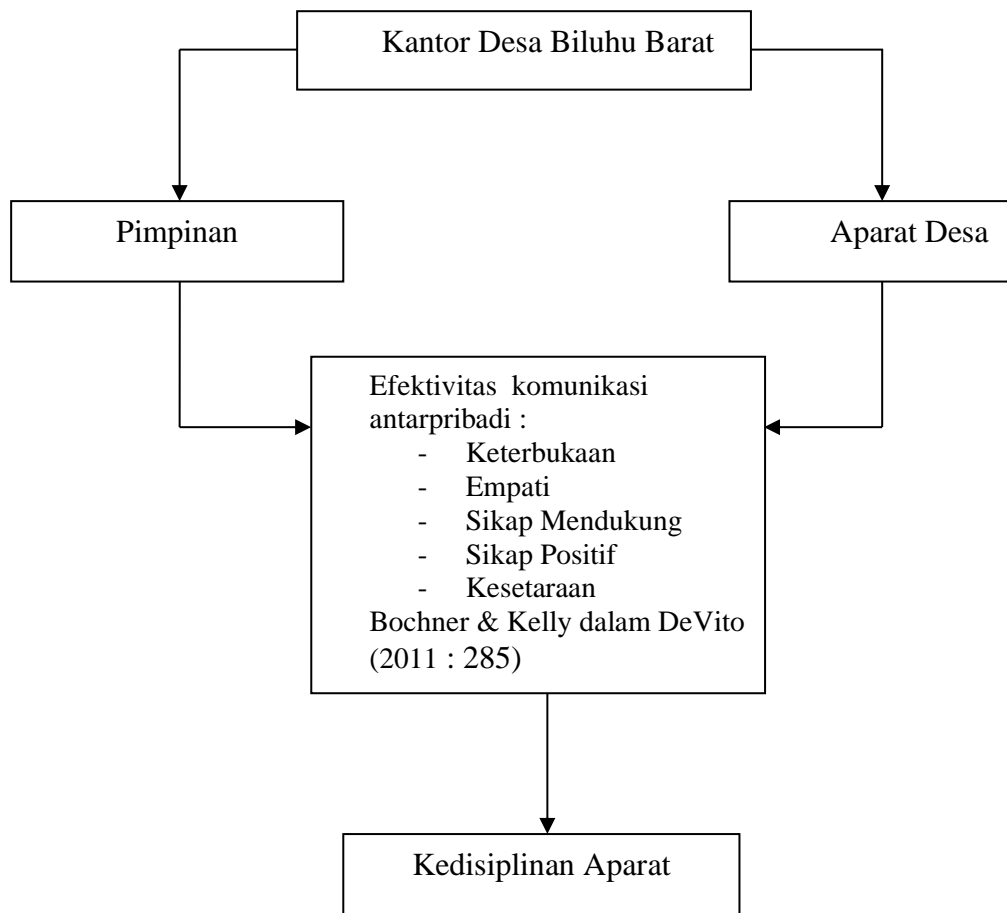 Kantor Desa Biluhu Barat
Pimpinan
Aparat Desa
Efektivitas komunikasi
antarpribadi :
- Keterbukaan
- Empati
- Sikap Mendukung
- Sikap Positif
- Kesetaraan
Bochner & Kelly dalam DeVito
(2011 : 285)
Kedisiplinan Aparat